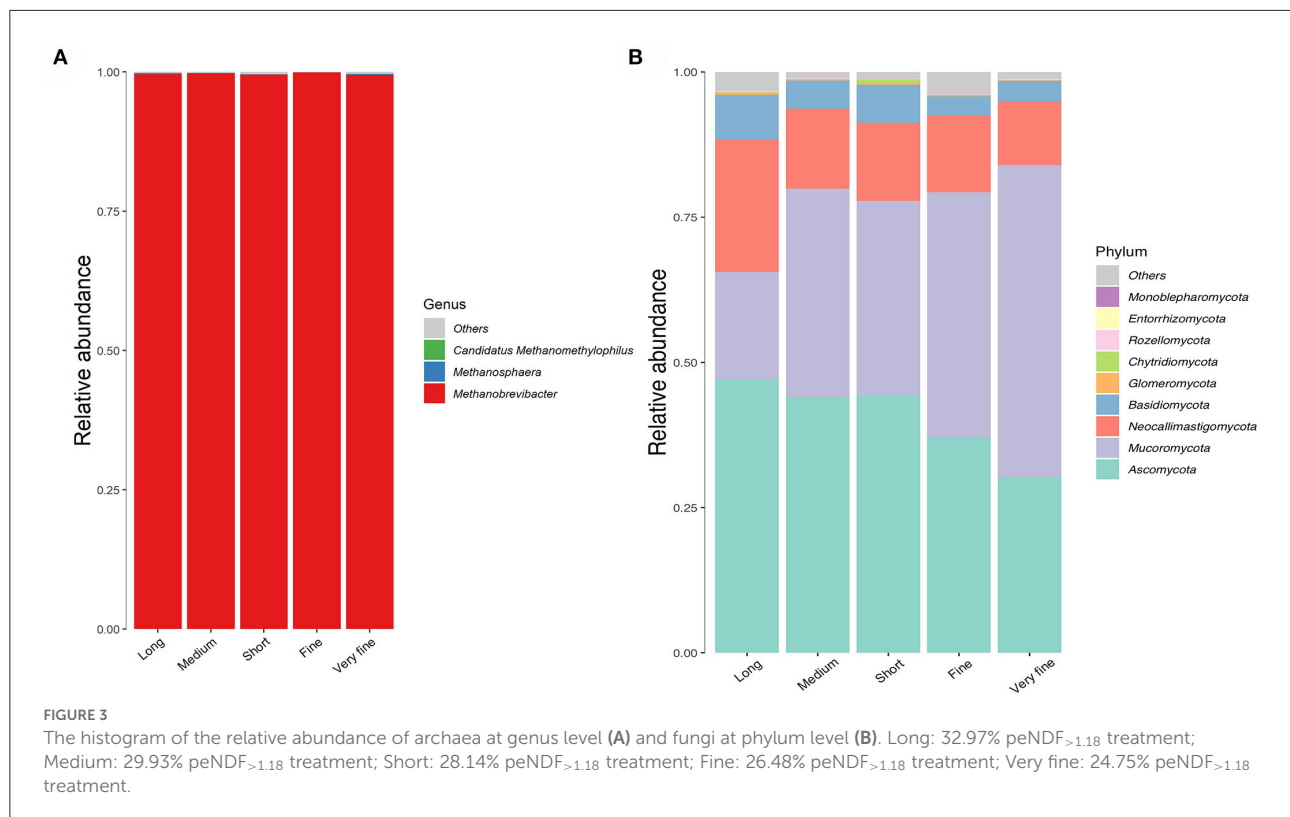 A
1.00
0.75
0.50
0.25
0.00
Relative abundance
Long
Medium
Short
Fine
Very fine
Genus
Others
Candidatus Methanomethylophilus
Methanosphaera
Methanobrevibacter
B
1.00
0.75
0.50
0.25
0.00
Relative abundance
Long
Medium
Short
Fine
Very fine
Phylum
Others
Monoblepharomycota
Entorrhizomycota
Rozellomycota
Chytridiomycota
Glomeromycota
Basidiomycota
Neocallimastigomycota
Mucoromycota
Ascomycota
FIGURE 3
The histogram of the relative abundance of archaea at genus level (A) and fungi at phylum level (B). Long: 32.97% peNDF>1.18 treatment;
Medium: 29.93% peNDF>1.18 treatment; Short: 28.14% peNDF>1.18 treatment; Fine: 26.48% peNDF>1.18 treatment; Very fine: 24.75% peNDF>1.18
treatment.